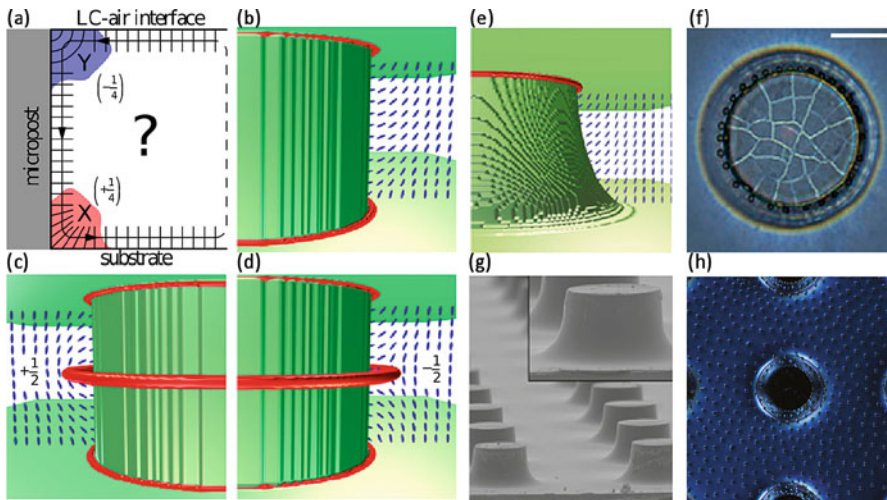 (a)
LC-air interface
Y
(-1/4)
?
micropost
(+1/4)
X
substrate
(b)
(e)
(f)
(c)
+1/2
(d)
-1/2
(g)
(h)